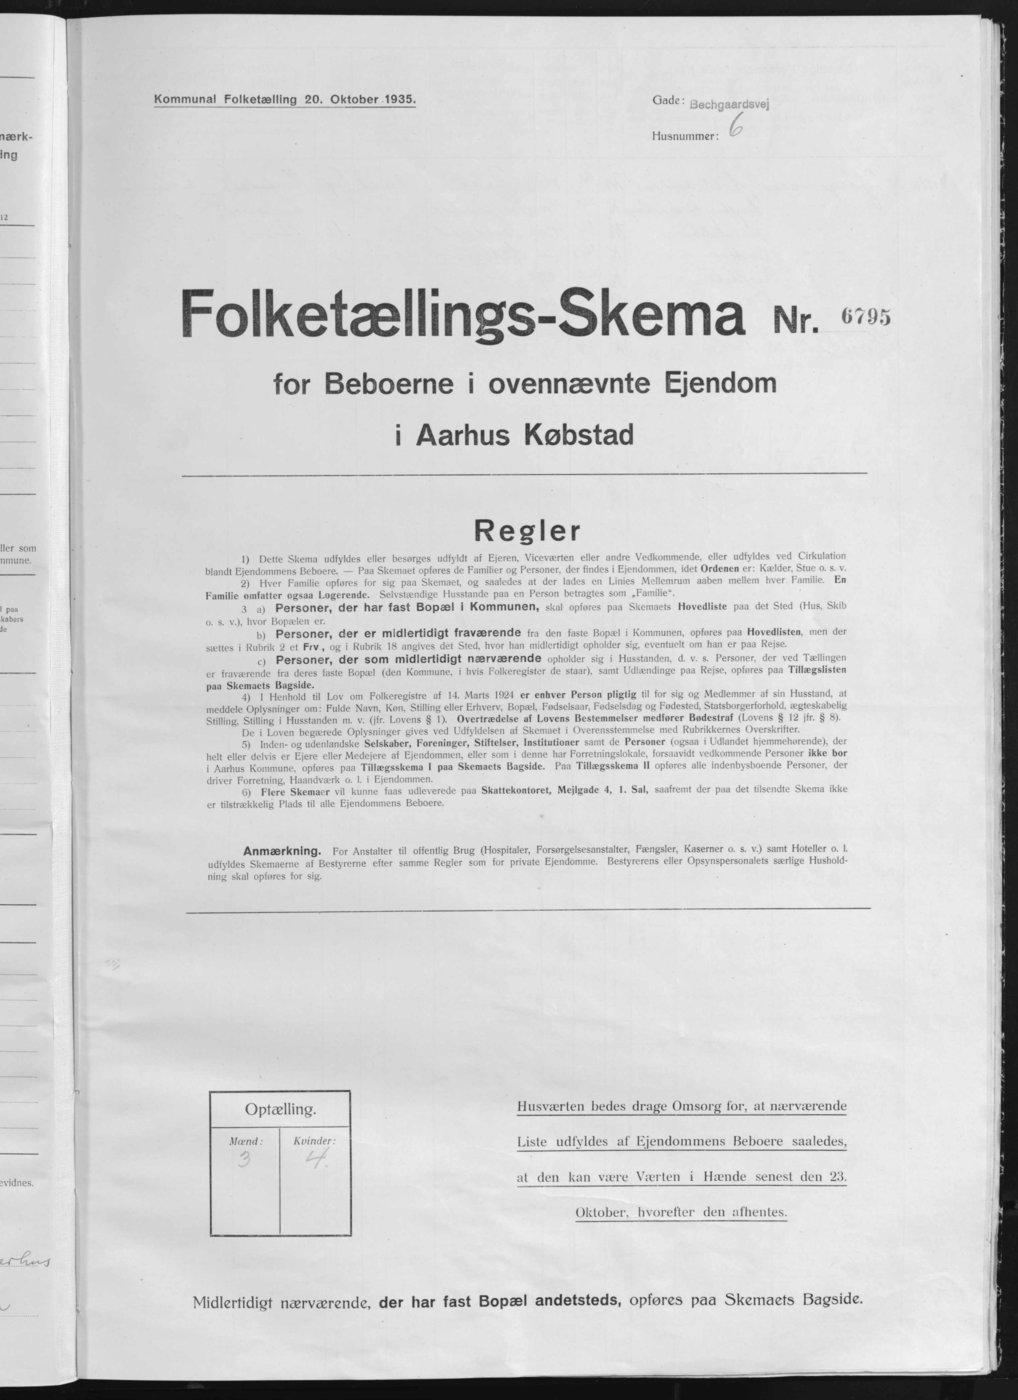 Kommunal Folketælling 20. Oktober 1935.
Gade: Bechgaardsvej
Husnummer: 6
Folketællings-Skema Nr. 6795
for Beboerne i ovennævnte Ejendom
i Aarhus Købstad
Regler
1) Dette Skema udfyldes eller besørges udfyldt af Ejeren, Viceværten eller andre Vedkommende, eller udfyldes ved Cirkulation
blandt Ejendommens Beboere. — Paa Skemaet opføres de Familier og Personer, der findes i Ejendommen, idet Ordenen er: Kælder, Stue o. s. v.
2) Hver Familie opføres for sig paa Skemaet, og saaledes at der lades en Linies Mellemrum aaben mellem hver Familie. En
Familie omfatter ogsaa Logerende. Selvstændige Husstande paa en Person betragtes som „Familie“.
3 a) Personer, der har fast Bopæl i Kommunen, skal opføres paa Skemaets Hovedliste paa det Sted (Hus, Skib
o. s. v.), hvor Bopælen er.
b) Personer, der er midlertidigt fraværende fra den faste Bopæl i Kommunen, opføres paa Hovedlisten, men der
sættes i Rubrik 2 et Frv., og i Rubrik 18 angives det Sted, hvor han midlertidigt opholder sig, eventuelt om han er paa Rejse.
c) Personer, der som midlertidigt nærværende opholder sig i Husstanden, d. v. s. Personer, der ved Tællingen
er fraværende fra deres faste Bopæl (den Kommune, i hvis Folkeregister de staar), samt Udlændinge paa Rejse, opføres paa Tillægslisten
paa Skemaets Bagside.
4) I Henhold til Lov om Folkeregistre af 14. Marts 1924 er enhver Person pligtig til for sig og Medlemmer af sin Husstand, at
meddele Oplysninger om: Fulde Navn, Køn, Stilling eller Erhverv, Bopæl, Fødselsaar, Fødselsdag og Fødested, Statsborgerforhold, ægteskabelig
Stilling, Stilling i Husstanden m. v. (jfr. Lovens § 1). Overtrædelse af Lovens Bestemmelser medfører Bødestraf (Lovens § 12 jfr. § 8).
De i Loven begærede Oplysninger gives ved Udfyldelsen af Skemaet i Overensstemmelse med Rubrikkernes Overskrifter.
5) Inden- og udenlandske Selskaber, Foreninger, Stiftelser, Institutioner samt de Personer (ogsaa i Udlandet hjemmehørende), der
helt eller delvis er Ejere eller Medejere af Ejendommen, eller som i denne har Forretningslokale, forsaavidt vedkommende Personer ikke bor
i Aarhus Kommune, opføres paa Tillægsskema I paa Skemaets Bagside. Paa Tillægsskema II opføres alle indenbysboende Personer, der
driver Forretning, Haandværk o. l. i Ejendommen.
6) Flere Skemaer vil kunne faas udleverede paa Skattekontoret, Mejlgade 4, 1. Sal, saafremt der paa det tilsendte Skema ikke
er tilstrækkelig Plads til alle Ejendommens Beboere.
Anmærkning. For Anstalter til offentlig Brug (Hospitaler, Forsørgelsesanstalter, Fængsler, Kaserner o. s. v.) samt Hoteller o. l.
udfyldes Skemaerne af Bestyrerne efter samme Regler som for private Ejendomme. Bestyrerens eller Opsynspersonalets særlige Hushold-
ning skal opføres for sig.
Optælling.
Mænd: Kvinder:
3 4.
Husværten bedes drage Omsorg for, at nærværende
Liste udfyldes af Ejendommens Beboere saaledes,
at den kan være Værten i Hænde senest den 23.
Oktober, hvorefter den afhentes.
Midlertidigt nærværende, der har fast Bopæl andetsteds, opføres paa Skemaets Bagside.